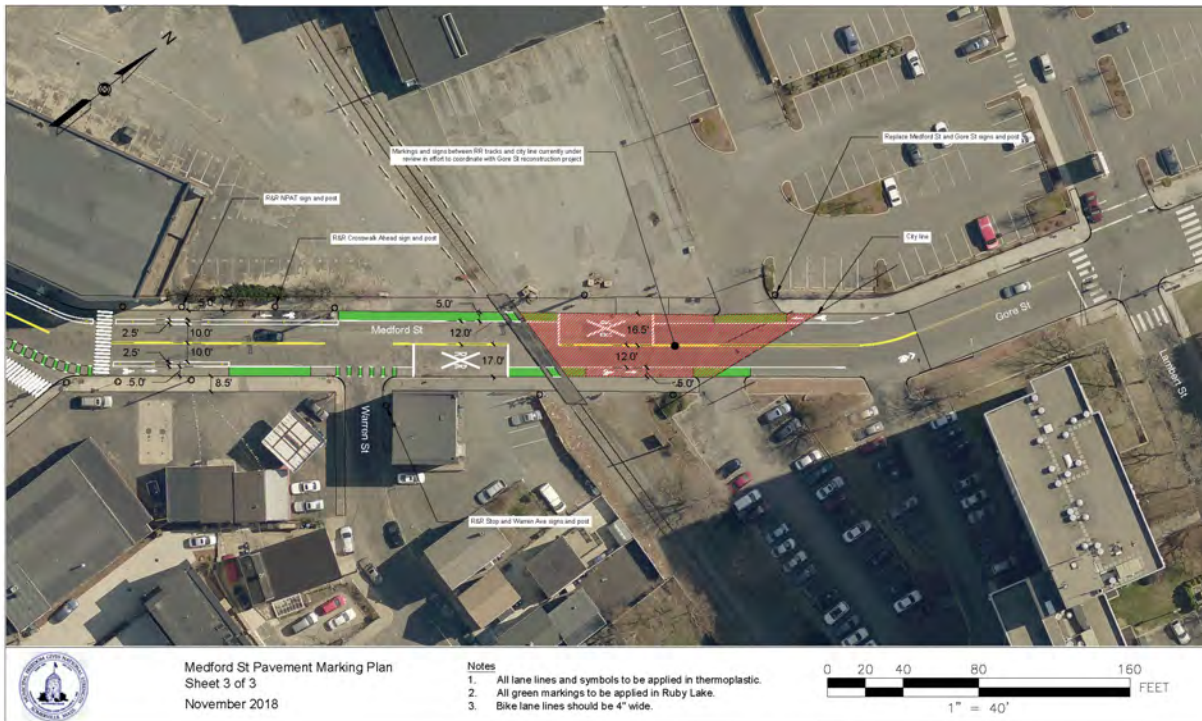 N
Markings and signs between RR tracks and city line currently under
review in effort to coordinate with Gore St reconstruction project
Replace Medford St and Gore St signs and post
R&R NPAT sign and post
R&R Crosswalk Ahead sign and post
City line
5.0'
7.5'
5.0'
Medford St
2.5'
10.0'
12.0'
16.5'
2.5'
10.0'
17.0'
12.0'
5.0'
8.5'
5.0'
Gore St
Lambert St
Warren St
R&R Stop and Warren Ave signs and post
Medford St Pavement Marking Plan
Sheet 3 of 3
November 2018
Notes
1. All lane lines and symbols to be applied in thermoplastic.
2. All green markings to be applied in Ruby Lake.
3. Bike lane lines should be 4" wide.
0 20 40 80 160
FEET
1" = 40'